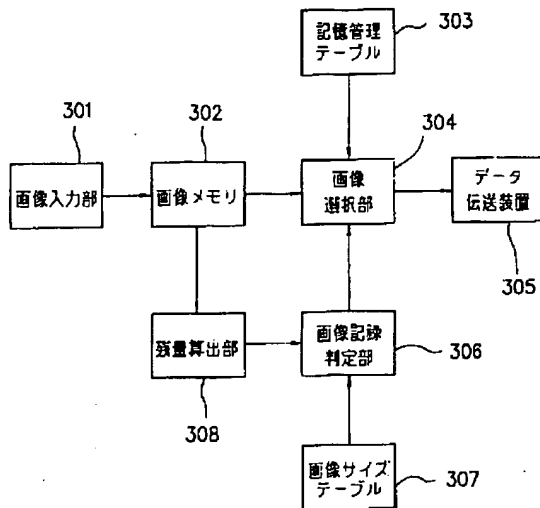 記憶管理
テーブル
303
301
302
304
画像入力部
画像メモリ
画像
選択部
データ
伝送装置
305
残量算出部
308
画像記録
判定部
306
画像サイズ
テーブル
307